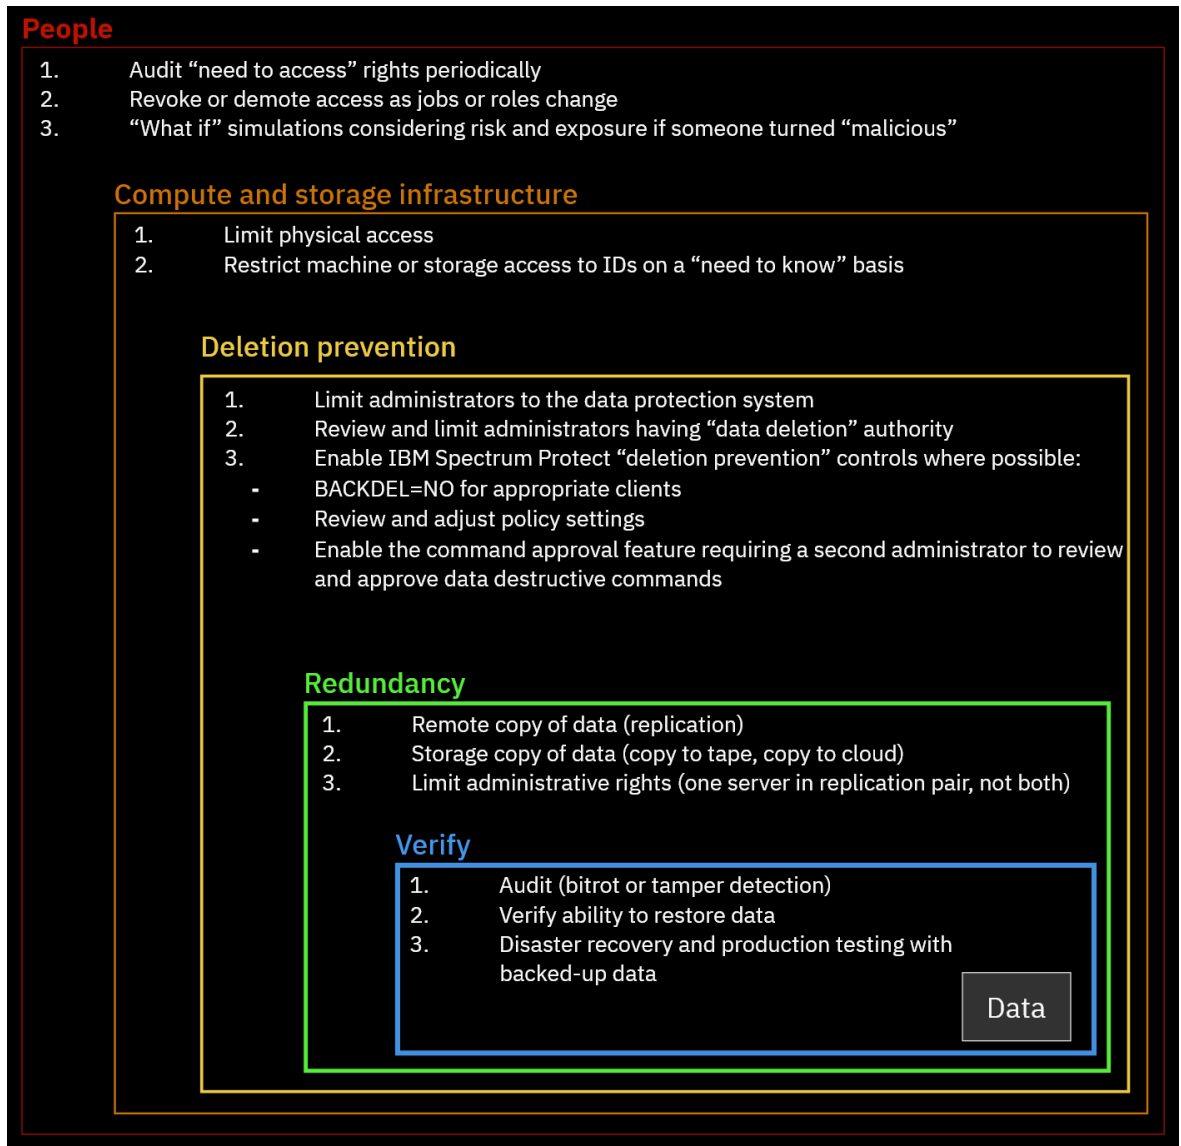 People
1. Audit “need to access” rights periodically
2. Revoke or demote access as jobs or roles change
3. “What if” simulations considering risk and exposure if someone turned “malicious”
Compute and storage infrastructure
1. Limit physical access
2. Restrict machine or storage access to IDs on a “need to know” basis
Deletion prevention
1. Limit administrators to the data protection system
2. Review and limit administrators having “data deletion” authority
3. Enable IBM Spectrum Protect “deletion prevention” controls where possible:
- BACKDEL=NO for appropriate clients
- Review and adjust policy settings
- Enable the command approval feature requiring a second administrator to review
and approve data destructive commands
Redundancy
1. Remote copy of data (replication)
2. Storage copy of data (copy to tape, copy to cloud)
3. Limit administrative rights (one server in replication pair, not both)
Verify
1. Audit (bitrot or tamper detection)
2. Verify ability to restore data
3. Disaster recovery and production testing with
backed-up data
Data